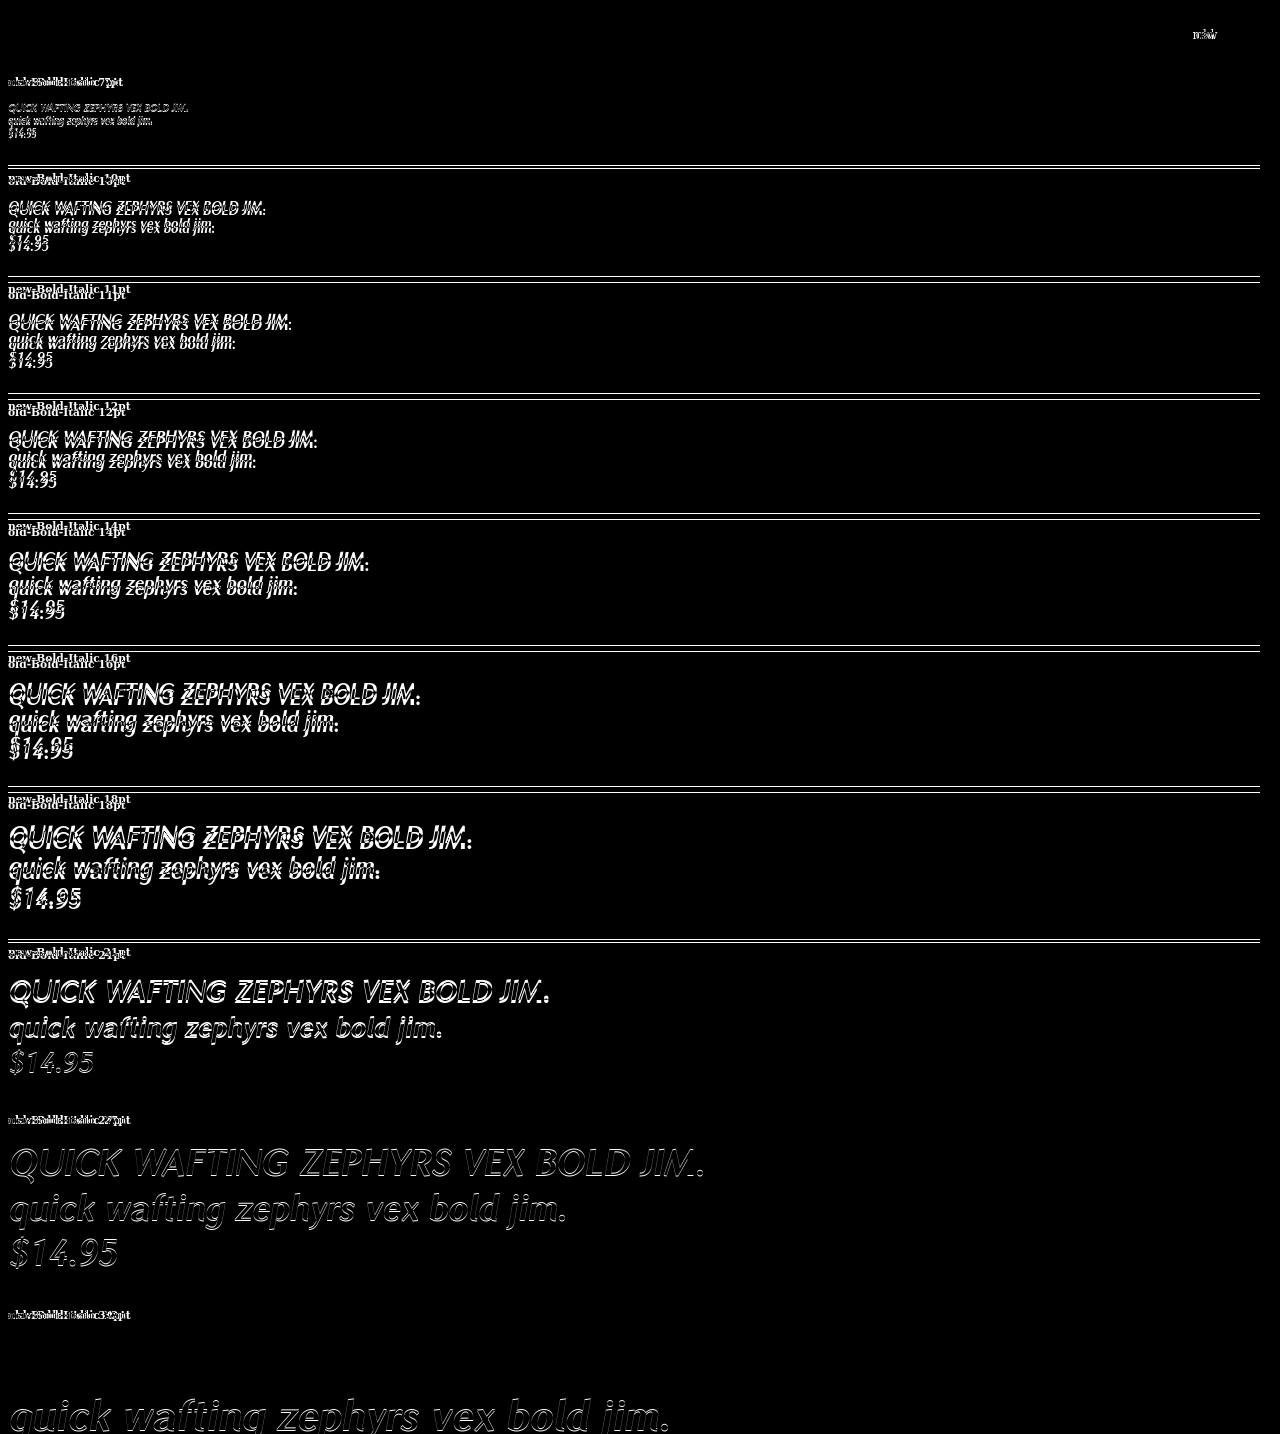 QUICK WAFTING ZEPHYRS VEX BOLD JIM.
quick wafting zephyrs vex bold jim.
$14.95
new-Bold-Italic 10pt
old-Bold-Italic 10pt
QUICK WAFTING ZEPHYRS VEX BOLD JIM.
quick wafting zephyrs vex bold jim.
$14.95
new-Bold-Italic 11pt
old-Bold-Italic 11pt
QUICK WAFTING ZEPHYRS VEX BOLD JIM.
quick wafting zephyrs vex bold jim.
$14.95
new-Bold-Italic 12pt
old-Bold-Italic 12pt
QUICK WAFTING ZEPHYRS VEX BOLD JIM.
quick wafting zephyrs vex bold jim.
$14.95
new-Bold-Italic 14pt
old-Bold-Italic 14pt
QUICK WAFTING ZEPHYRS VEX BOLD JIM.
quick wafting zephyrs vex bold jim.
$14.95
new-Bold-Italic 16pt
old-Bold-Italic 16pt
QUICK WAFTING ZEPHYRS VEX BOLD JIM.
quick wafting zephyrs vex bold jim.
$14.95
new-Bold-Italic 18pt
old-Bold-Italic 18pt
QUICK WAFTING ZEPHYRS VEX BOLD JIM.
quick wafting zephyrs vex bold jim.
$14.95
new-Bold-Italic 21pt
old-Bold-Italic 21pt
QUICK WAFTING ZEPHYRS VEX BOLD JIM.
quick wafting zephyrs vex bold jim.
$14.95
QUICK WAFTING ZEPHYRS VEX BOLD JIM.
quick wafting zephyrs vex bold jim.
$14.95
quick wafting zephyrs vex bold jim.